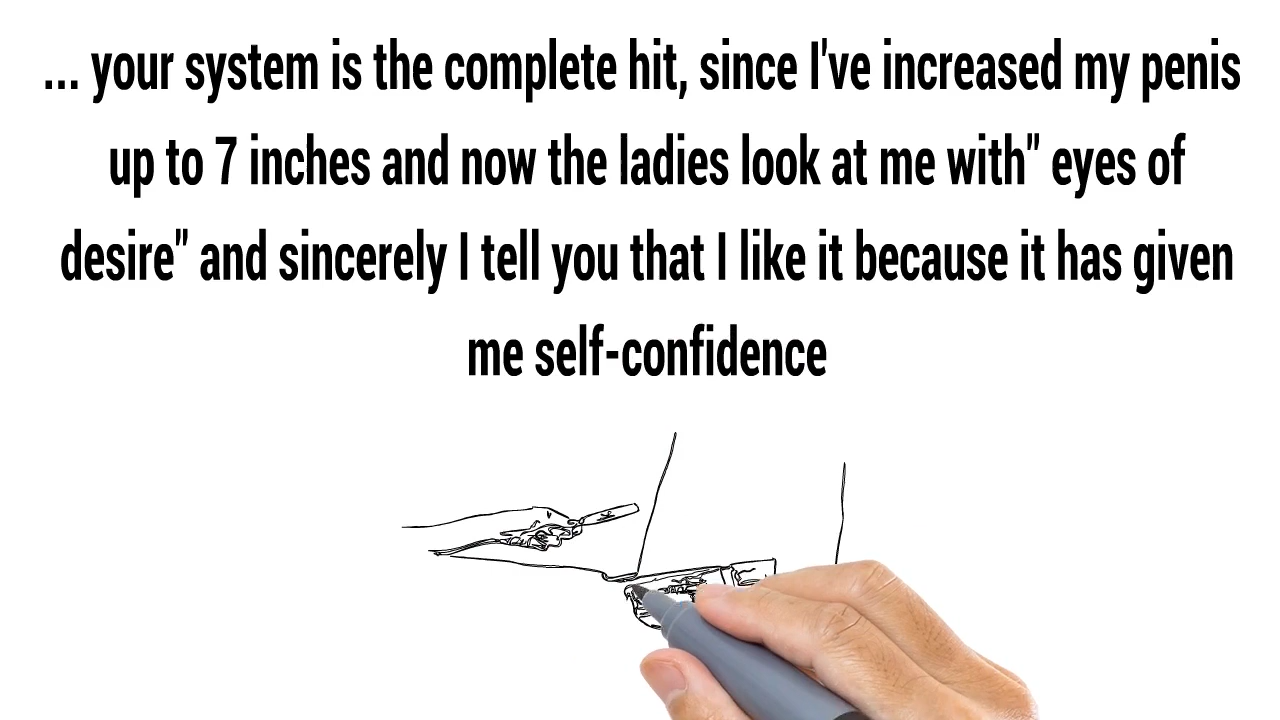 ... your system is the complete hit, since I've increased my penis
up to 7 inches and now the ladies look at me with" eyes of
desire" and sincerely I tell you that I like it because it has given
me self-confidence